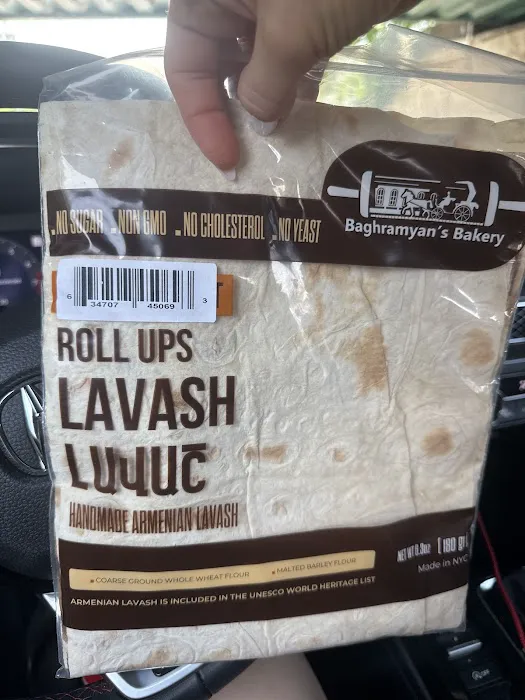 NO SUGAR NON GMO NO CHOLESTEROL NO YEAST
Baghramyan's Bakery
6 34707 45069 3
ROLL UPS
LAVASH
ԼԱՎԱՇ
HANDMADE ARMENIAN LAVASH
NET WT 6.3oz [180 gr]
Made in NYC
COARSE GROUND WHOLE WHEAT FLOUR MALTED BARLEY FLOUR
ARMENIAN LAVASH IS INCLUDED IN THE UNESCO WORLD HERITAGE LIST